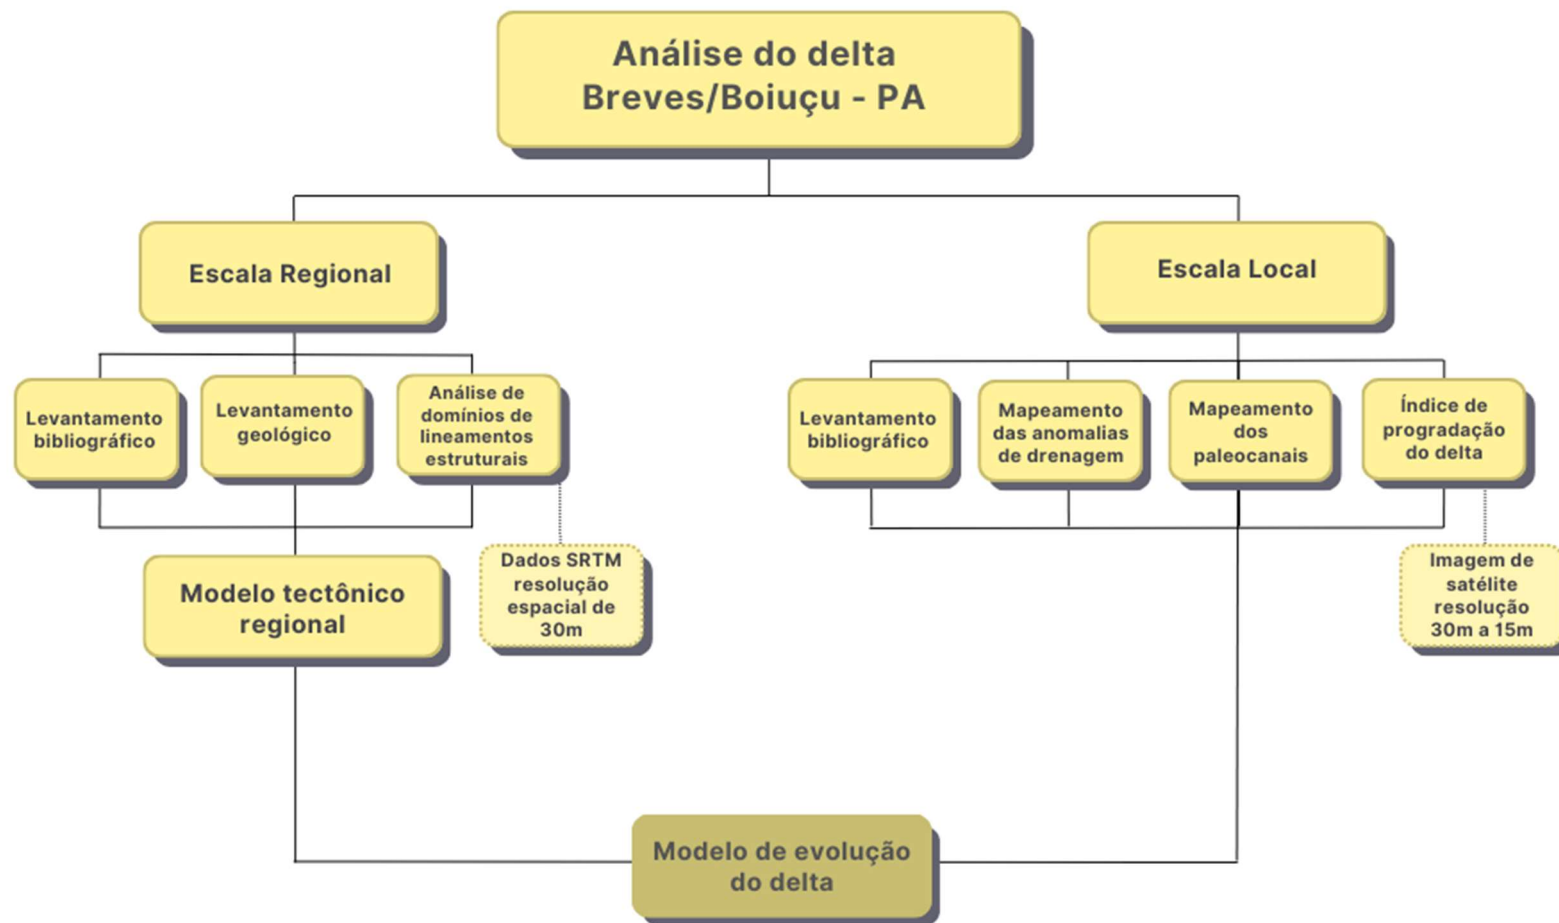 Análise do delta
Breves/Boiuçu - PA
Escala Regional
Escala Local
Levantamento
bibliográfico
Levantamento
geológico
Análise de
domínios de
lineamentos
estruturais
Levantamento
bibliográfico
Mapeamento
das anomalias
de drenagem
Mapeamento
dos
paleocanais
Índice de
progradação
do delta
Modelo tectônico
regional
Dados SRTM
resolução
espacial de
30m
Imagem de
satélite
resolução
30m a 15m
Modelo de evolução
do delta